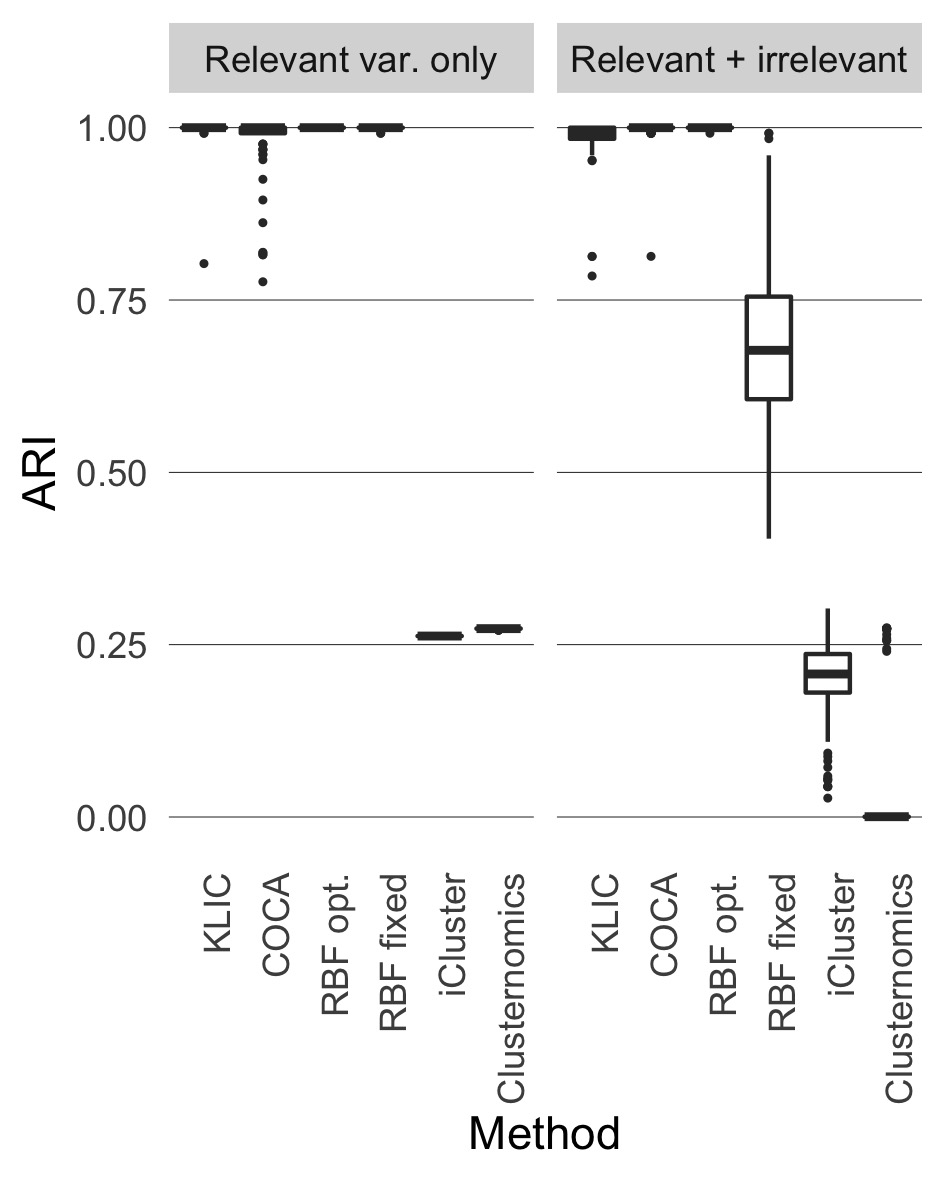 Relevant var. only
Relevant + irrelevant
ARI
1.00
0.75
0.50
0.25
0.00
KLIC
COCA
RBF opt.
RBF fixed
iCluster
Clusternomics
KLIC
COCA
RBF opt.
RBF fixed
iCluster
Clusternomics
Method